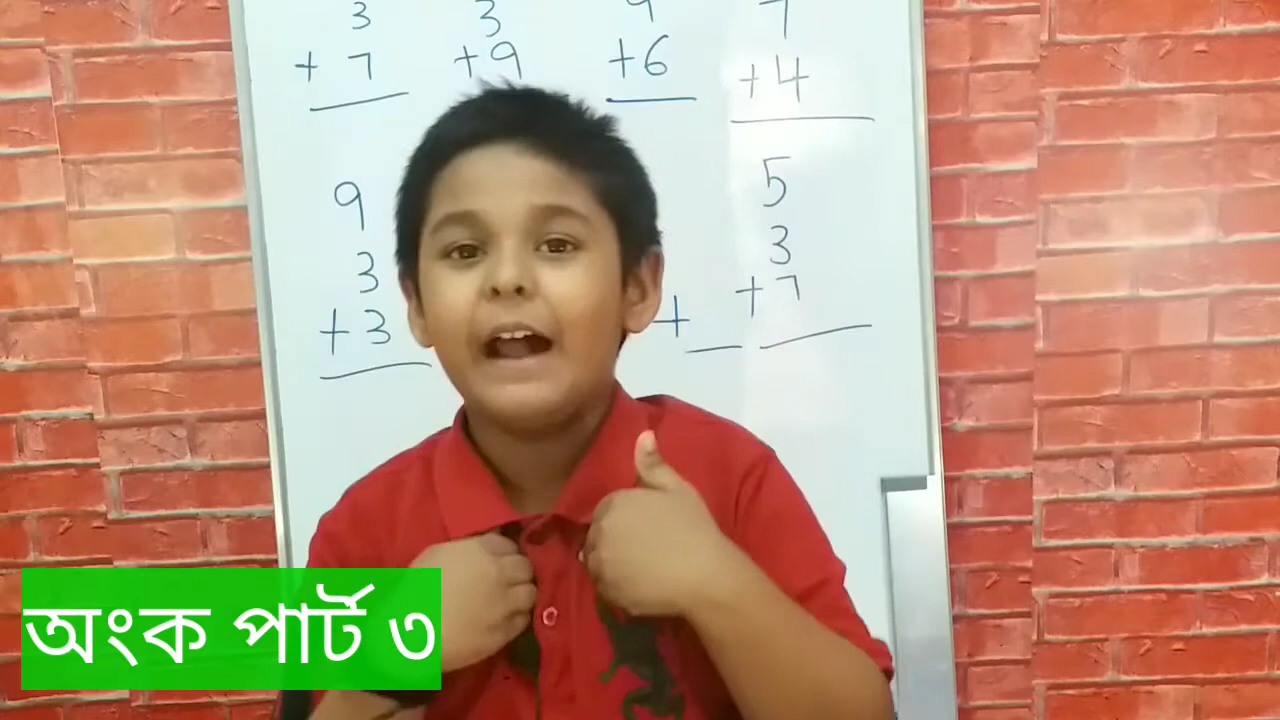 3 3 9 7
+ 7 +9 +6 +4
9 5
3 3
+3 + +7
অংক পার্ট ৩